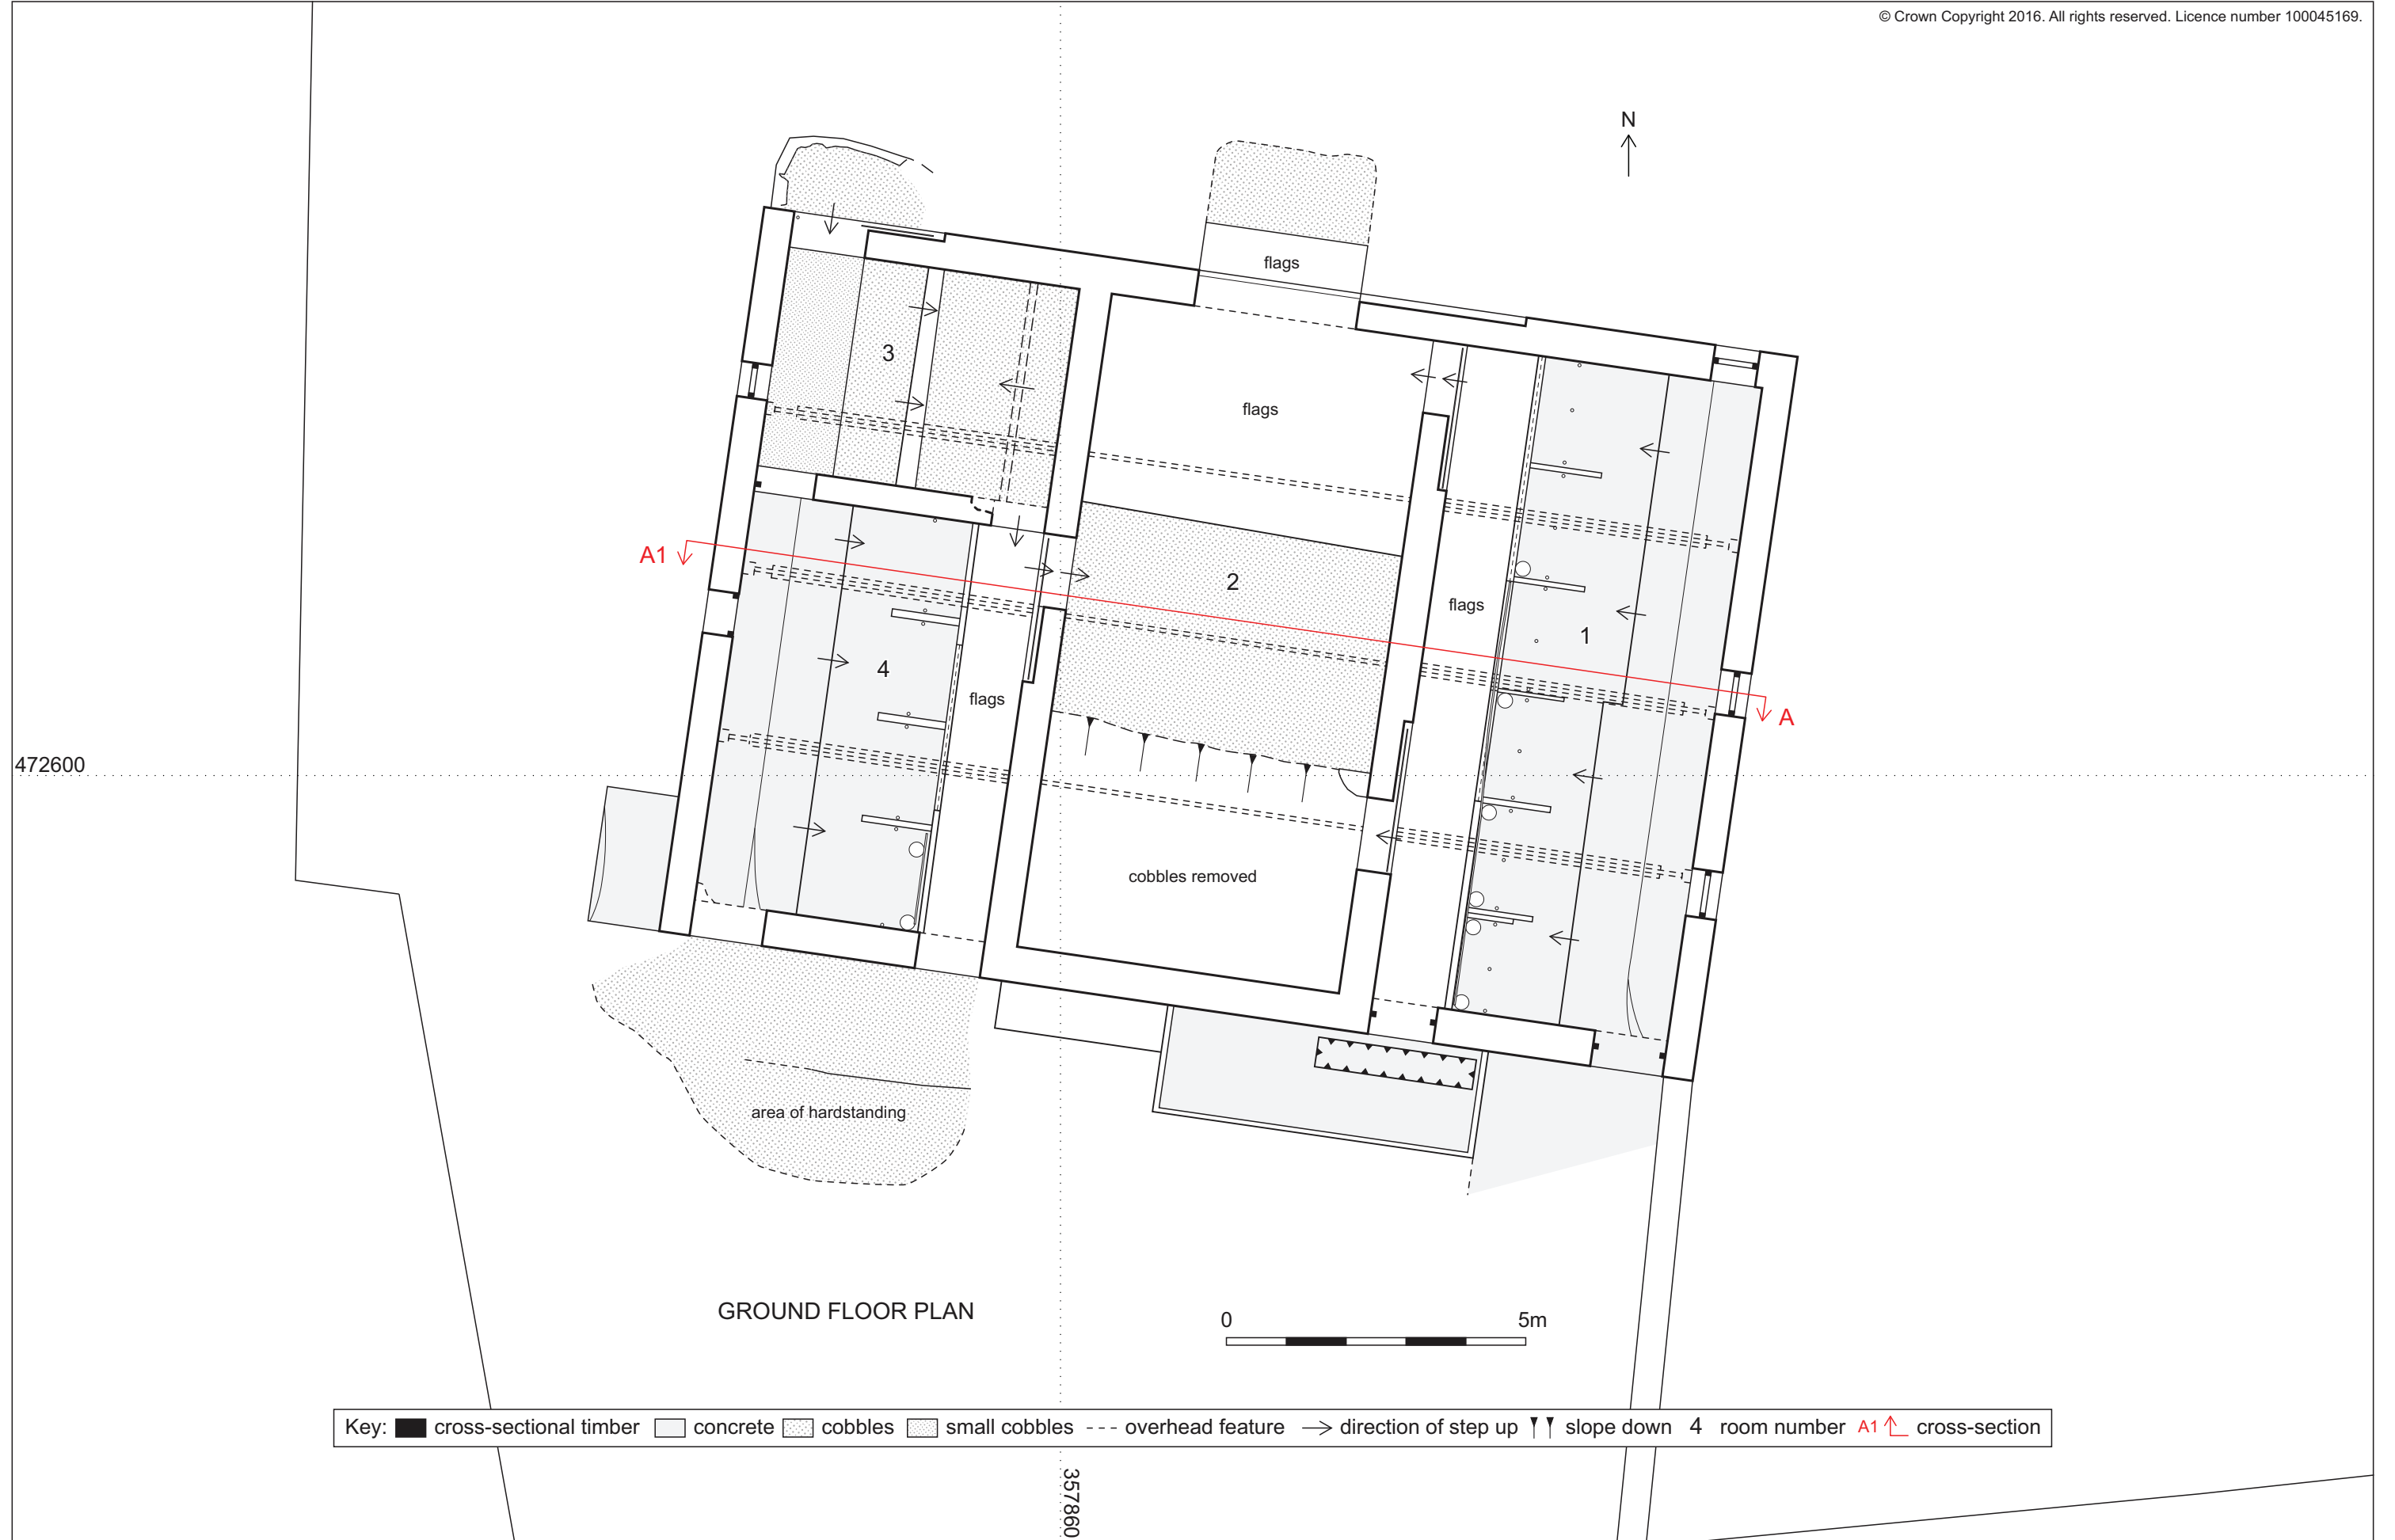 © Crown Copyright 2016. All rights reserved. Licence number 100045169.
N
flags
3
flags
A1
2
flags
1
4
flags
A
472600
cobbles removed
area of hardstanding
GROUND FLOOR PLAN
0 5m
Key: cross-sectional timber concrete cobbles small cobbles overhead feature direction of step up slope down 4 room number A1 cross-section
357860